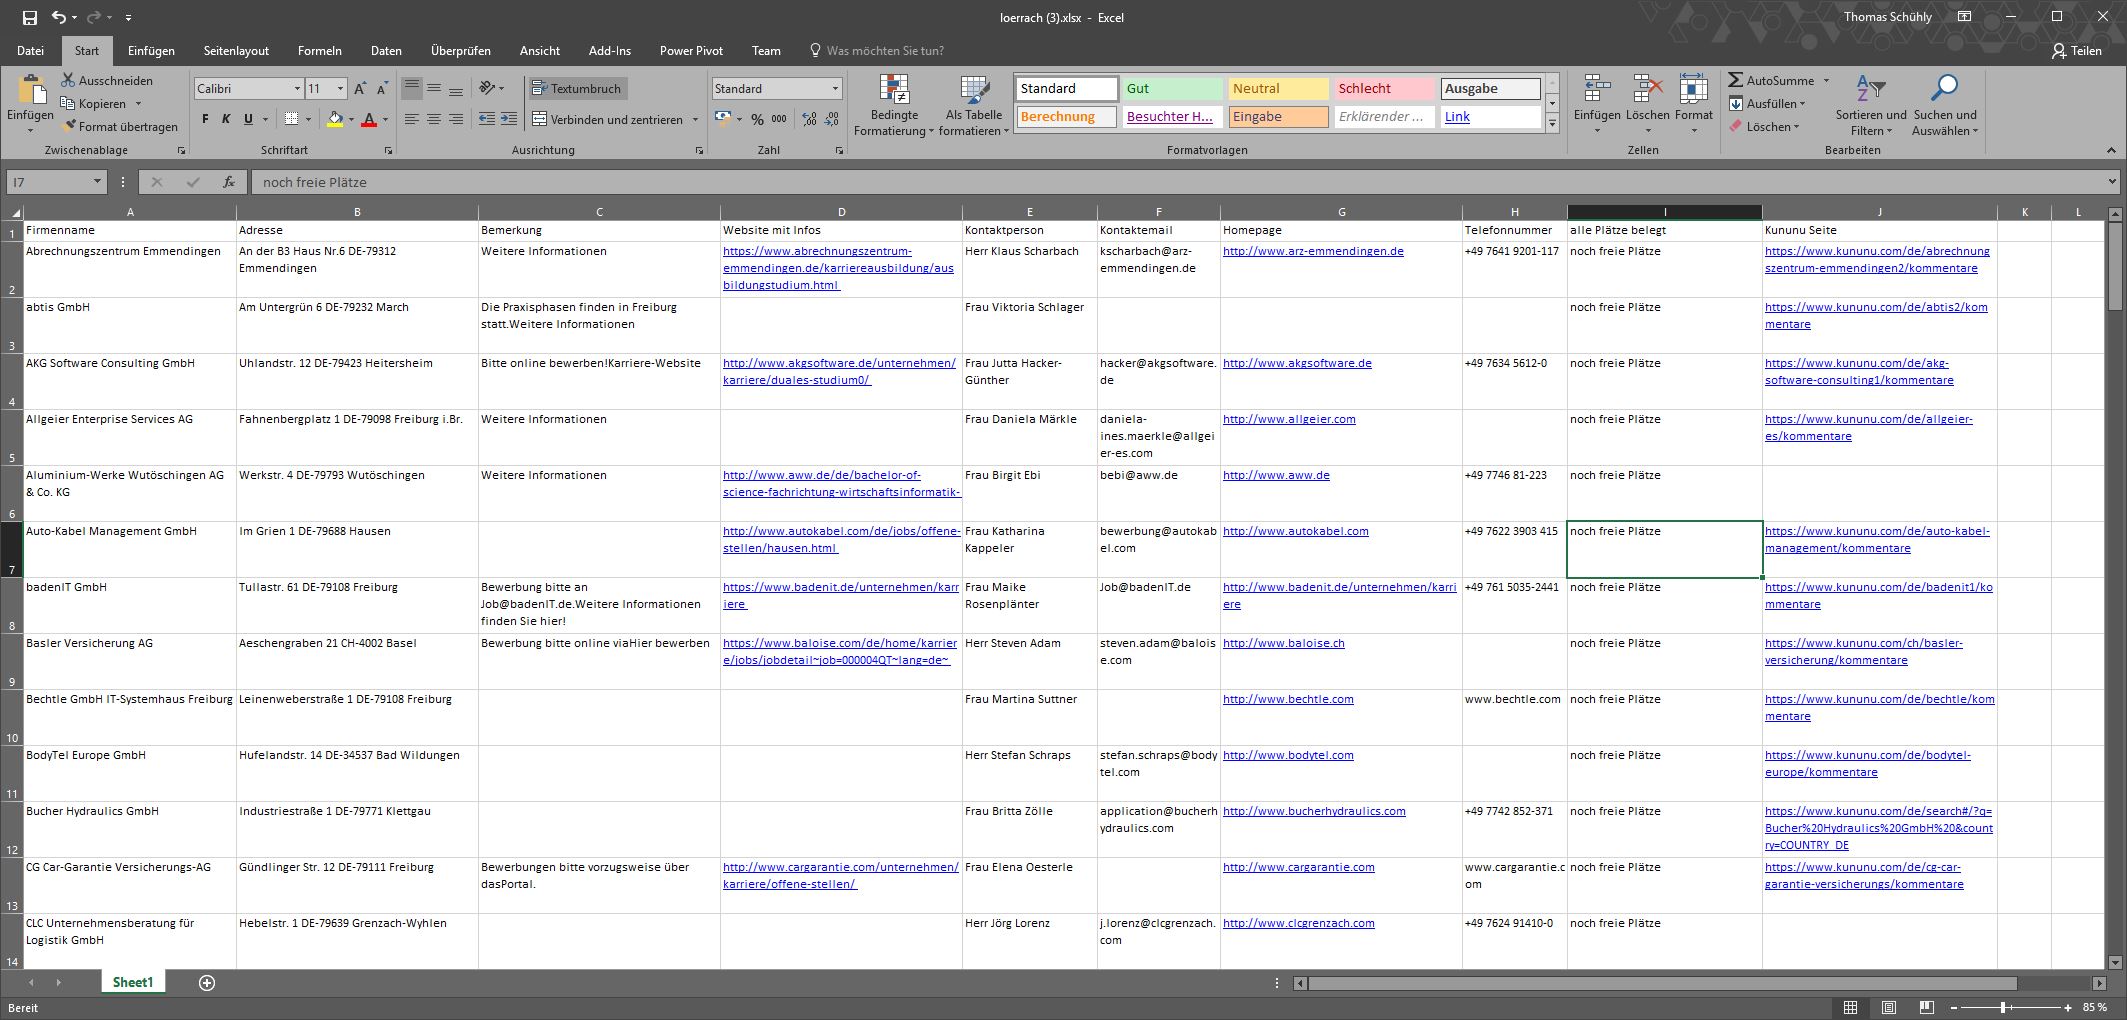 loerrach (3).xlsx - Excel
Thomas Schühly
Datei Start Einfügen Seitenlayout Formeln Daten Überprüfen Ansicht Add-Ins Power Pivot Team Was möchten Sie tun? Teilen
Einfügen
Ausschneiden
Kopieren
Format übertragen
Zwischenablage
Calibri 11
F K U
Schriftart
Textumbruch
Verbinden und zentrieren
Ausrichtung
Standard
% 000
Zahl
Bedingte
Formatierung
Als Tabelle
formatieren
Standard Gut Neutral Schlecht Ausgabe
Berechnung Besuchter H... Eingabe Erklärender ... Link
Formatvorlagen
Einfügen Löschen Format
Zellen
AutoSumme
Ausfüllen
Löschen
Sortieren und
Filtern
Suchen und
Auswählen
Bearbeiten
I7 fx noch freie Plätze
A B C D E F G H I J K L
1 Firmenname Adresse Bemerkung Website mit Infos Kontaktperson Kontaktemail Homepage Telefonnummer alle Plätze belegt Kununu Seite
Abrechnungszentrum Emmendingen An der B3 Haus Nr.6 DE-79312 Weitere Informationen https://www.abrechnungszentrum- Herr Klaus Scharbach kscharbach@arz- http://www.arz-emmendingen.de +49 7641 9201-117 noch freie Plätze https://www.kununu.com/de/abrechnung
Emmendingen emmendingen.de/karriereausbildung/aus emmendingen.de szentrum-emmendingen2/kommentare
2 bildungstudium.html
abtis GmbH Am Untergrün 6 DE-79232 March Die Praxisphasen finden in Freiburg Frau Viktoria Schlager noch freie Plätze https://www.kununu.com/de/abtis2/kom
statt.Weitere Informationen mentare
3
AKG Software Consulting GmbH Uhlandstr. 12 DE-79423 Heitersheim Bitte online bewerben!Karriere-Website http://www.akgsoftware.de/unternehmen/ Frau Jutta Hacker- hacker@akgsoftware. http://www.akgsoftware.de +49 7634 5612-0 noch freie Plätze https://www.kununu.com/de/akg-
karriere/duales-studium0/ Günther de software-consulting1/kommentare
4
Allgeier Enterprise Services AG Fahnenbergplatz 1 DE-79098 Freiburg i.Br. Weitere Informationen Frau Daniela Märkle daniela- http://www.allgeier.com noch freie Plätze https://www.kununu.com/de/allgeier-
ines.maerkle@allgei es/kommentare
5 er-es.com
Aluminium-Werke Wutöschingen AG Werkstr. 4 DE-79793 Wutöschingen Weitere Informationen http://www.aww.de/de/bachelor-of- Frau Birgit Ebi bebi@aww.de http://www.aww.de +49 7746 81-223 noch freie Plätze
& Co. KG science-fachrichtung-wirtschaftsinformatik-
6
Auto-Kabel Management GmbH Im Grien 1 DE-79688 Hausen http://www.autokabel.com/de/jobs/offene- Frau Katharina bewerbung@autokab http://www.autokabel.com +49 7622 3903 415 noch freie Plätze https://www.kununu.com/de/auto-kabel-
stellen/hausen.html Kappeler el.com management/kommentare
7
badenIT GmbH Tullastr. 61 DE-79108 Freiburg Bewerbung bitte an https://www.badenit.de/unternehmen/karr Frau Maike Job@badenIT.de http://www.badenit.de/unternehmen/karri +49 761 5035-2441 noch freie Plätze https://www.kununu.com/de/badenit1/ko
Job@badenIT.de.Weitere Informationen iere Rosenplänter ere mmentare
8 finden Sie hier!
Basler Versicherung AG Aeschengraben 21 CH-4002 Basel Bewerbung bitte online viaHier bewerben https://www.baloise.com/de/home/karrier Herr Steven Adam steven.adam@balois http://www.baloise.ch noch freie Plätze https://www.kununu.com/ch/basler-
e/jobs/jobdetail~job=000004QT~lang=de~ e.com versicherung/kommentare
9
Bechtle GmbH IT-Systemhaus Freiburg Leinenweberstraße 1 DE-79108 Freiburg Frau Martina Suttner http://www.bechtle.com www.bechtle.com noch freie Plätze https://www.kununu.com/de/bechtle/kom
mentare
10
BodyTel Europe GmbH Hufelandstr. 14 DE-34537 Bad Wildungen Herr Stefan Schraps stefan.schraps@body http://www.bodytel.com noch freie Plätze https://www.kununu.com/de/bodytel-
tel.com europe/kommentare
11
Bucher Hydraulics GmbH Industriestraße 1 DE-79771 Klettgau Frau Britta Zölle application@bucherh http://www.bucherhydraulics.com +49 7742 852-371 noch freie Plätze https://www.kununu.com/de/search#/?q=
ydraulics.com Bucher%20Hydraulics%20GmbH%20&count
12 ry=COUNTRY_DE
CG Car-Garantie Versicherungs-AG Gündlinger Str. 12 DE-79111 Freiburg Bewerbungen bitte vorzugsweise über http://www.cargarantie.com/unternehmen/ Frau Elena Oesterle http://www.cargarantie.com www.cargarantie.c noch freie Plätze https://www.kununu.com/de/cg-car-
dasPortal. karriere/offene-stellen/ om garantie-versicherungs/kommentare
13
CLC Unternehmensberatung für Hebelstr. 1 DE-79639 Grenzach-Wyhlen Herr Jörg Lorenz j.lorenz@clcgrenzach. http://www.clcgrenzach.com +49 7624 91410-0 noch freie Plätze
Logistik GmbH com
14
Sheet1
Bereit 85 %